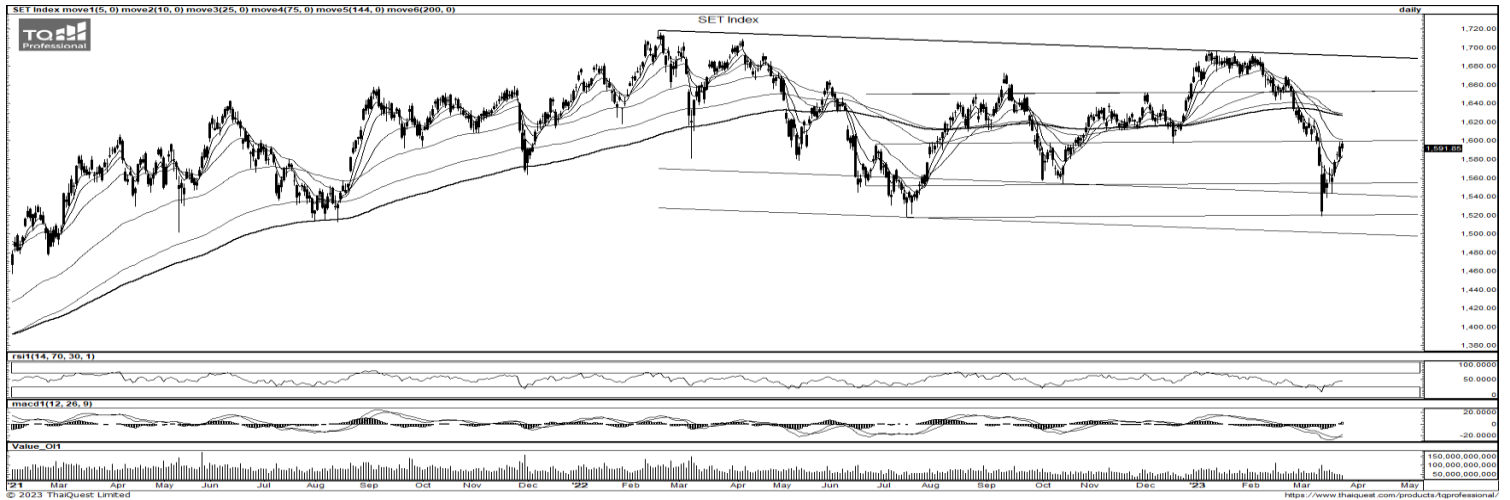 SET Index move1(5, 0) move2(10, 0) move3(25, 0) move4(75, 0) move5(144, 0) move6(200, 0)
daily
SET Index
TQ
Professional
1,720.00
1,700.00
1,680.00
1,660.00
1,640.00
1,620.00
1,600.00
1,591.85
1,580.00
1,560.00
1,540.00
1,520.00
1,500.00
1,480.00
1,460.00
1,440.00
1,420.00
1,400.00
1,380.00
rsi1(14, 70, 30, 1)
100.0000
50.0000
0
macd1(12, 26, 9)
20.0000
0
-20.0000
Value_OI1
150,000,000,000
100,000,000,000
50,000,000,000
'21 Mar Apr May Jun Jul Aug Sep Oct Nov Dec '22 Feb Mar Apr May Jun Jul Aug Sep Oct Nov Dec '23 Feb Mar Apr May
© 2023 ThaiQuest Limited
https://www.thaiquest.com/products/tqprofessional/